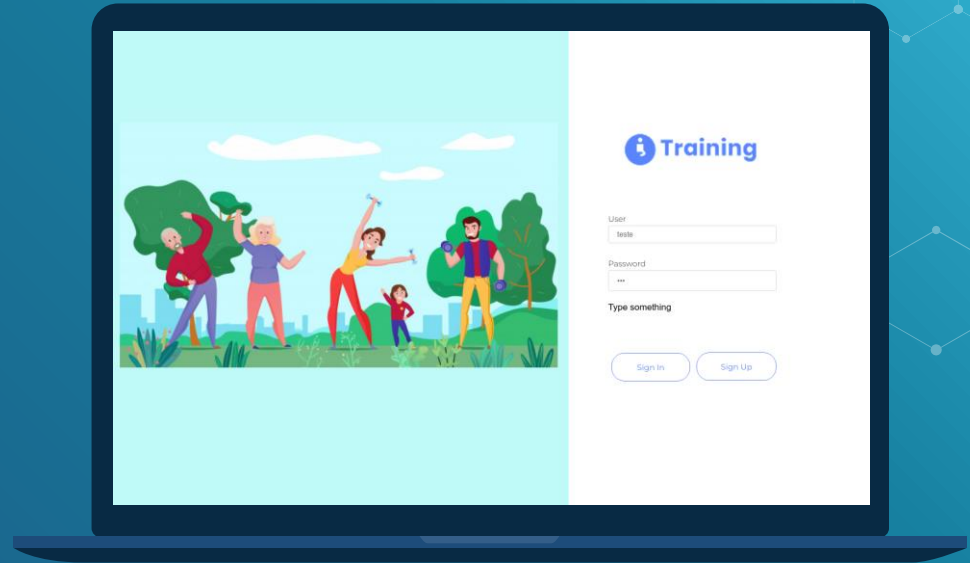 Training
User
teste
Password
***
Type something
Sign In
Sign Up